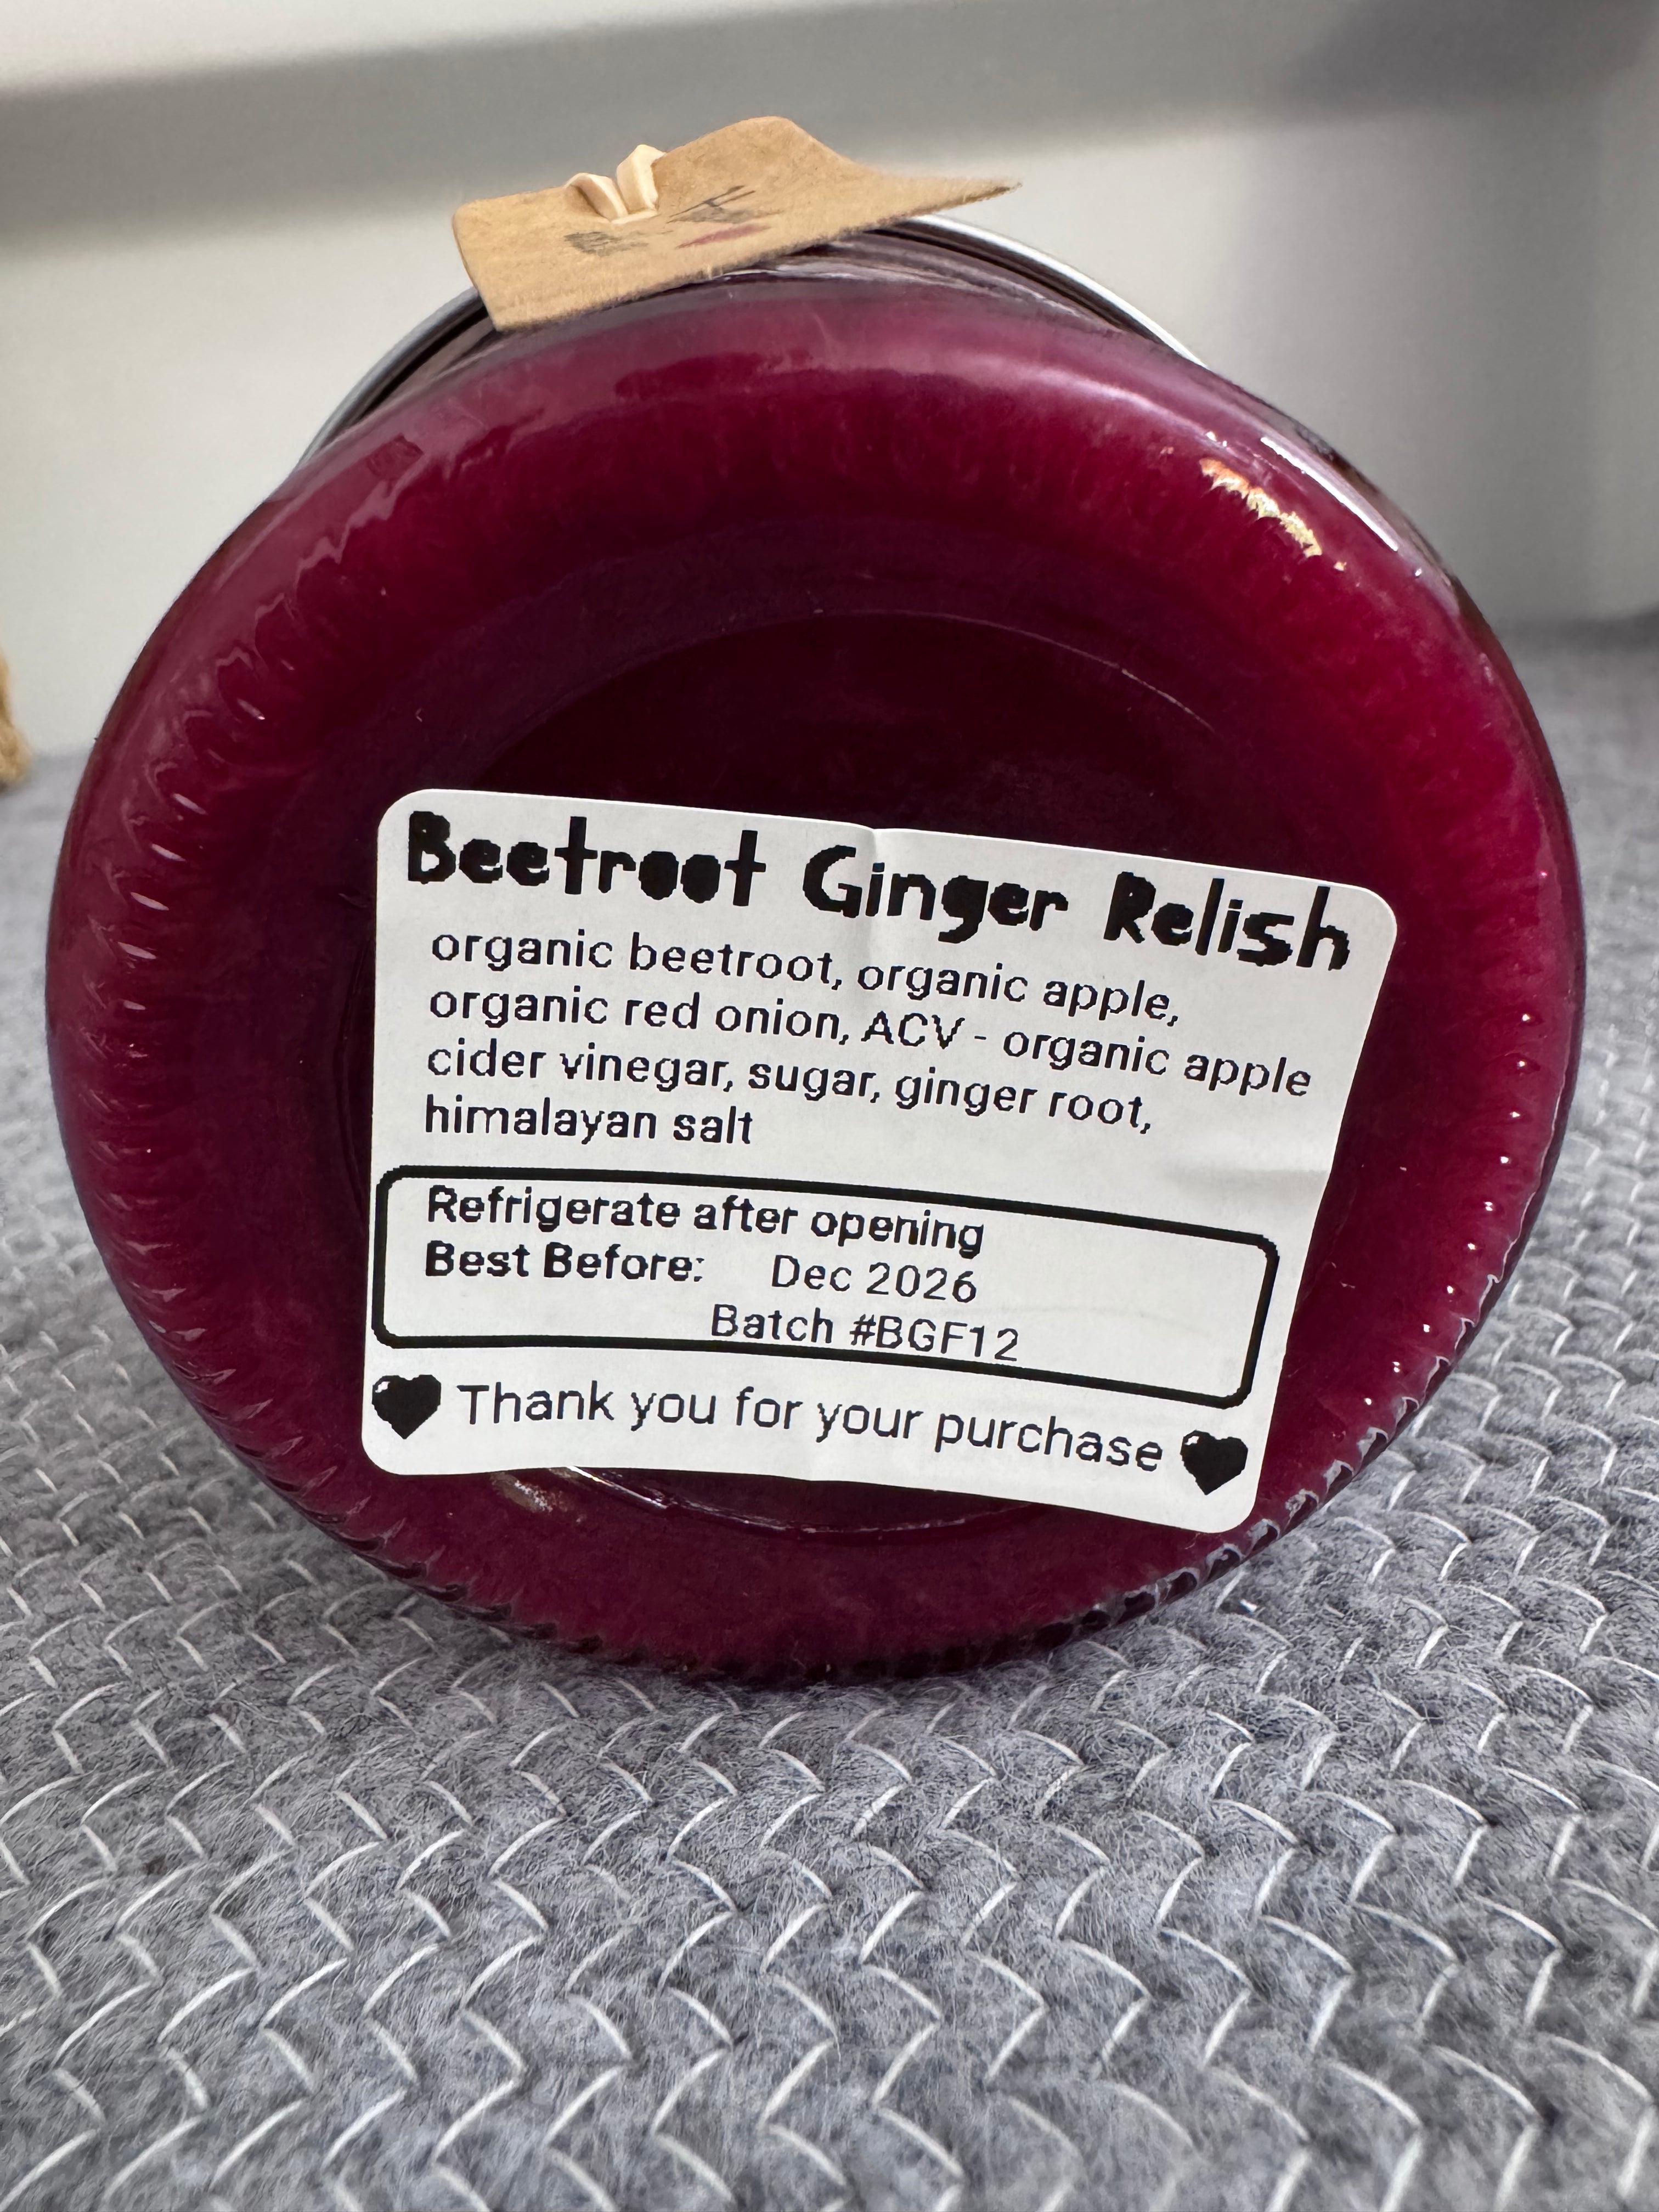 Beetroot Ginger Relish
organic beetroot, organic apple,
organic red onion, ACV - organic apple
cider vinegar, sugar, ginger root,
himalayan salt
Refrigerate after opening
Best Before: Dec 2026
Batch #BGF12
Thank you for your purchase